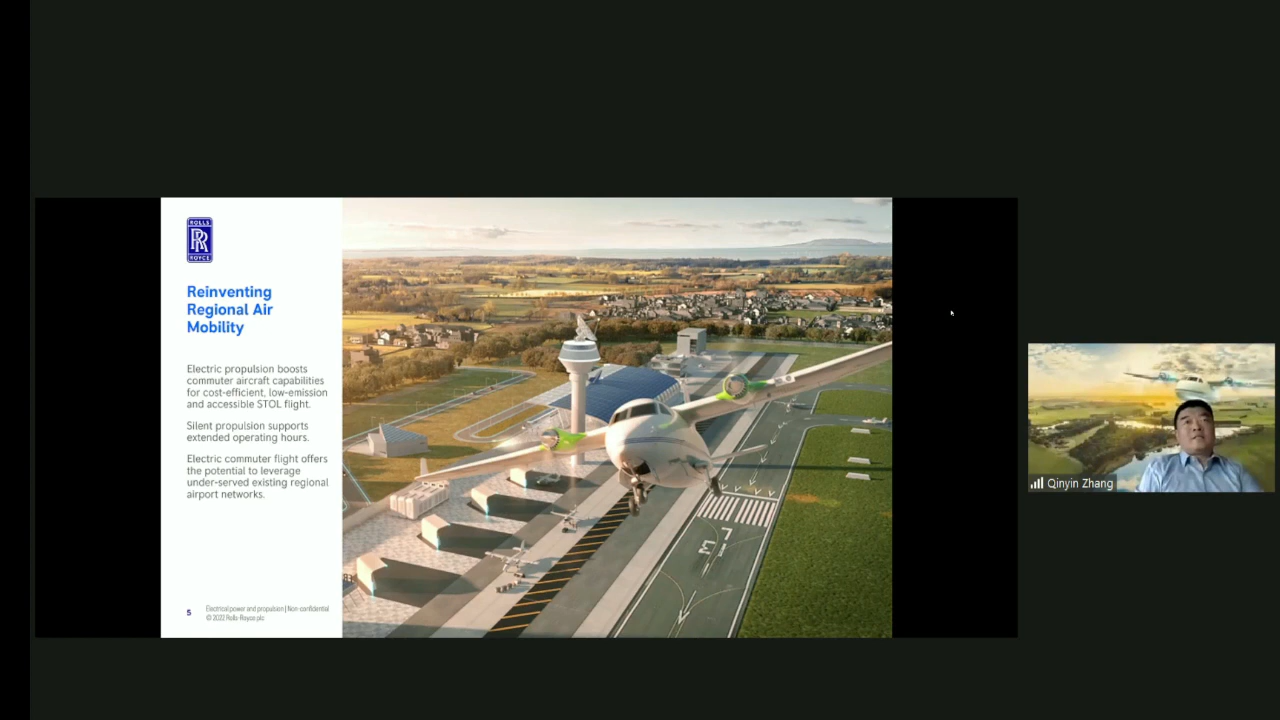 ROLLS
RR
ROYCE
Reinventing
Regional Air
Mobility
Electric propulsion boosts
commuter aircraft capabilities
for cost-efficient, low-emission
and accessible STOL flight.
Silent propulsion supports
extended operating hours.
Electric commuter flight offers
the potential to leverage
under-served existing regional
airport networks.
5
Electrical power and propulsion | Non-confidential
© 2022 Rolls-Royce plc
Qinyin Zhang